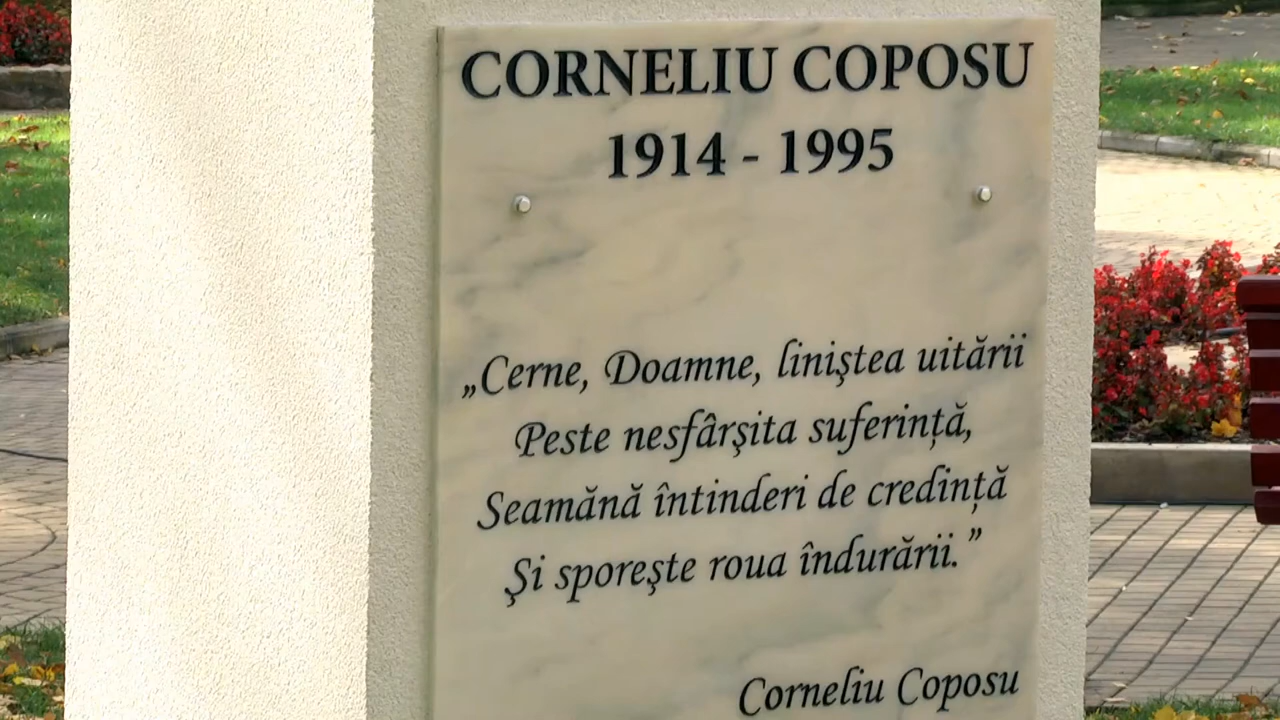 CORNELIU COPOSU
1914 - 1995
„Cerne, Doamne, liniştea uitării
Peste nesfârşita suferinţă,
Seamănă întinderi de credinţă
Şi sporeşte roua îndurării.”
Corneliu Coposu